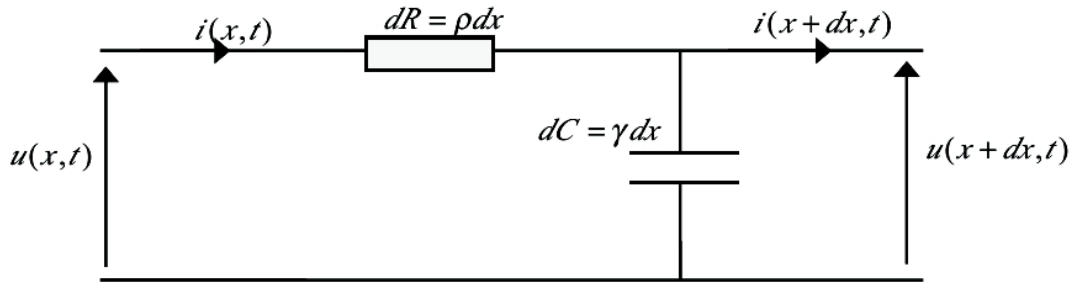 i(x,t)
dR = ρdx
i(x + dx,t)
dC = γ dx
u(x,t)
u(x + dx,t)